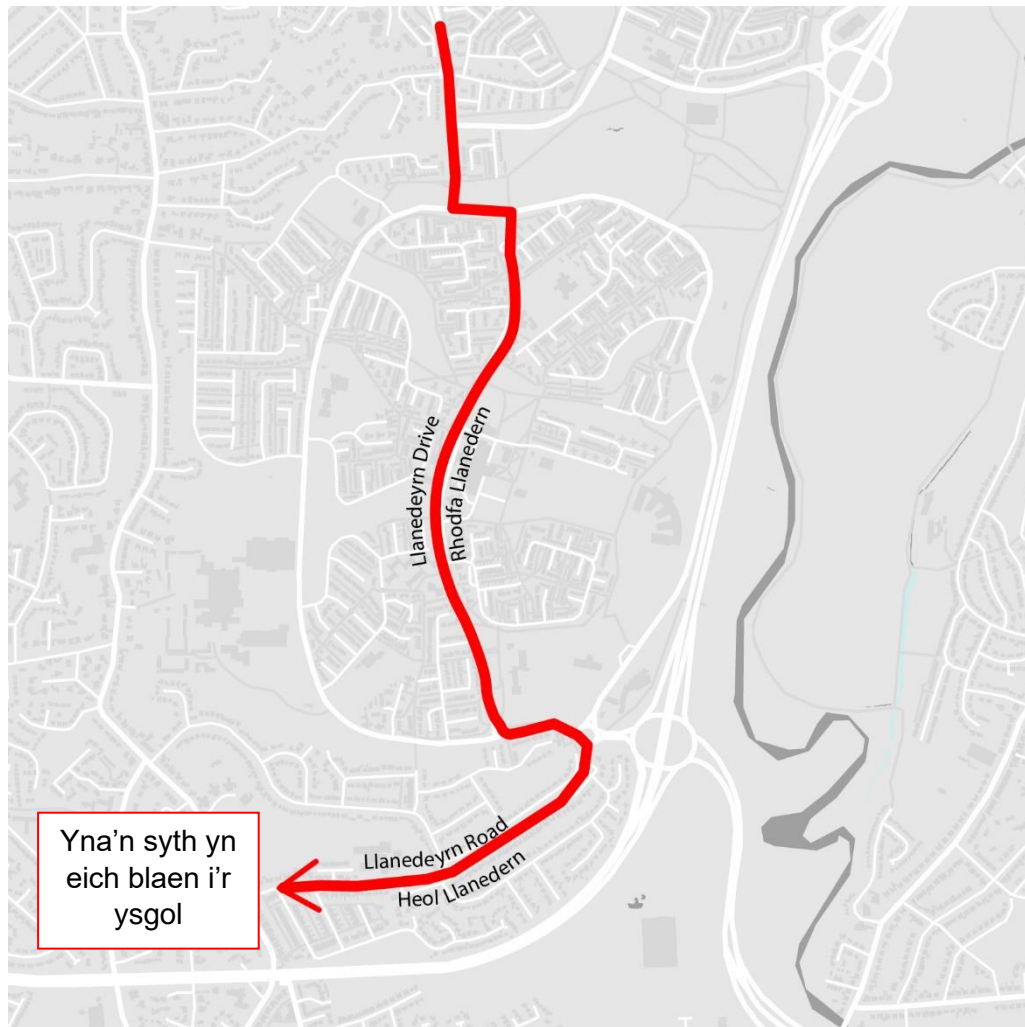 Llanedeyrn Drive
Rhodfa Llanedern
Llanedeyrn Road
Heol Llanedern
Yna’n syth yn
eich blaen i’r
ysgol